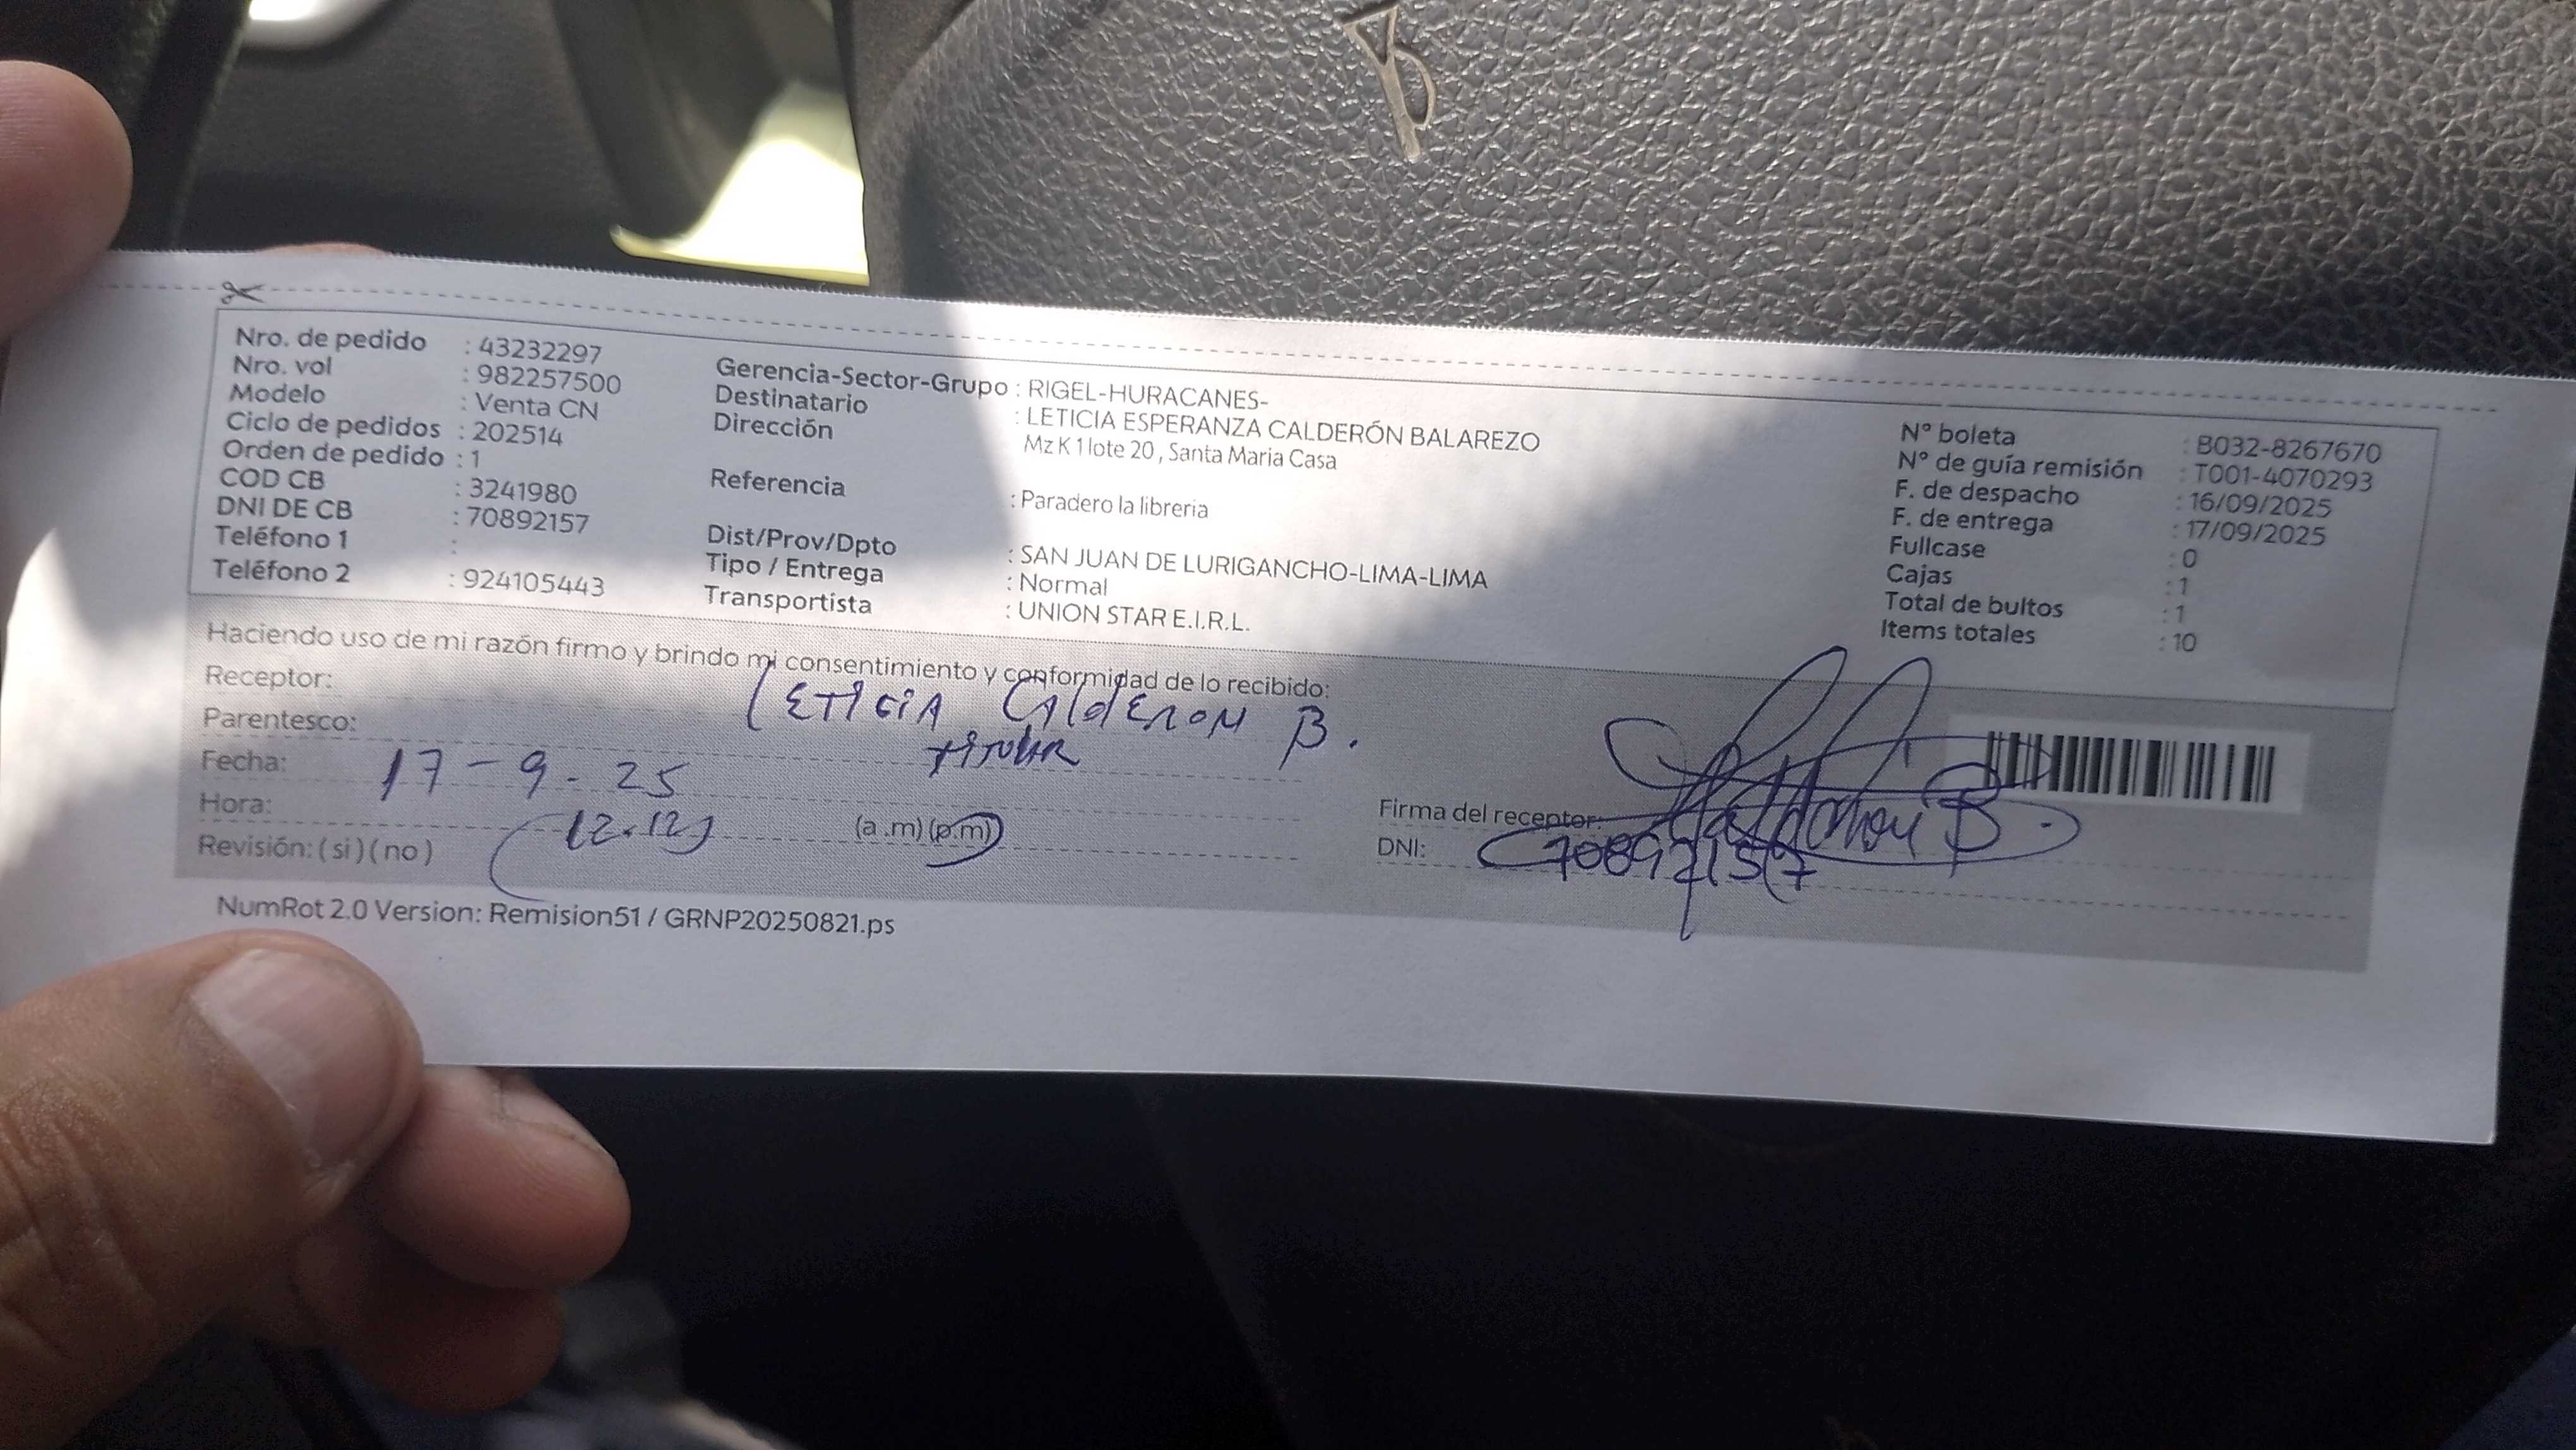 Nro. de pedido : 43232297
Nro. vol : 982257500
Modelo : Venta CN
Ciclo de pedidos : 202514
Orden de pedido : 1
COD CB : 3241980
DNI DE CB : 70892157
Teléfono 1 :
Teléfono 2 : 924105443
Gerencia-Sector-Grupo : RIGEL-HURACANES-
Destinatario : LETICIA ESPERANZA CALDERÓN BALAREZO
Dirección Mz K 1 lote 20 , Santa Maria Casa
Referencia : Paradero la libreria
Dist/Prov/Dpto : SAN JUAN DE LURIGANCHO-LIMA-LIMA
Tipo / Entrega : Normal
Transportista : UNION STAR E.I.R.L.
N° boleta : B032-8267670
N° de guía remisión : T001-4070293
F. de despacho : 16/09/2025
F. de entrega : 17/09/2025
Fullcase : 0
Cajas : 1
Total de bultos : 1
Items totales : 10
Haciendo uso de mi razón firmo y brindo mi consentimiento y conformidad de lo recibido:
Receptor: LETICIA CAlDERON B.
Parentesco: titular
Fecha: 17-9-25
Hora: 12.12 (a .m) (p.m)
Revisión: ( si ) ( no )
Firma del receptor: Calderon B.
DNI: 70892157
NumRot 2.0 Version: Remision51 / GRNP20250821.ps